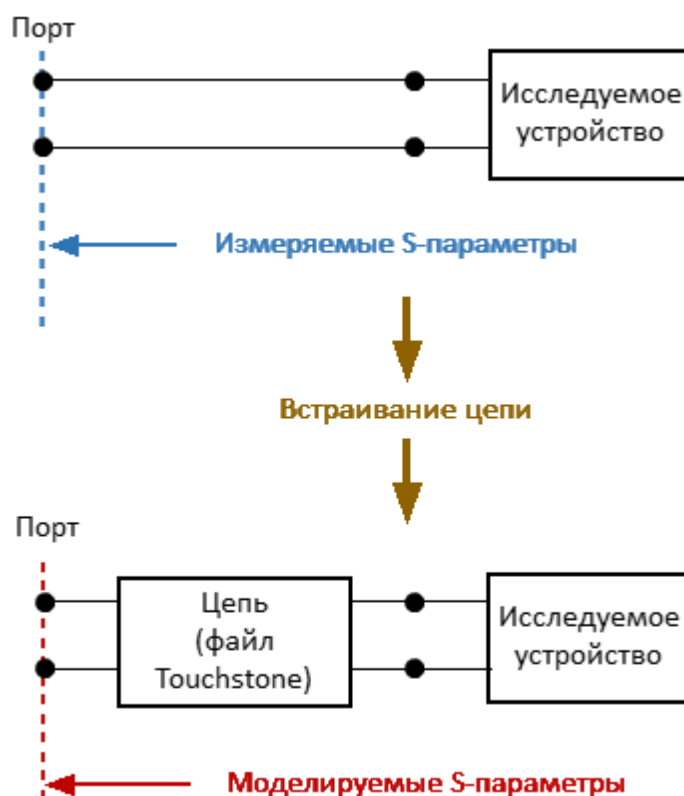 Порт
Исследуемое
устройство
Измеряемые S-параметры
Встраивание цепи
Порт
Цепь
(файл
Touchstone)
Исследуемое
устройство
Моделируемые S-параметры